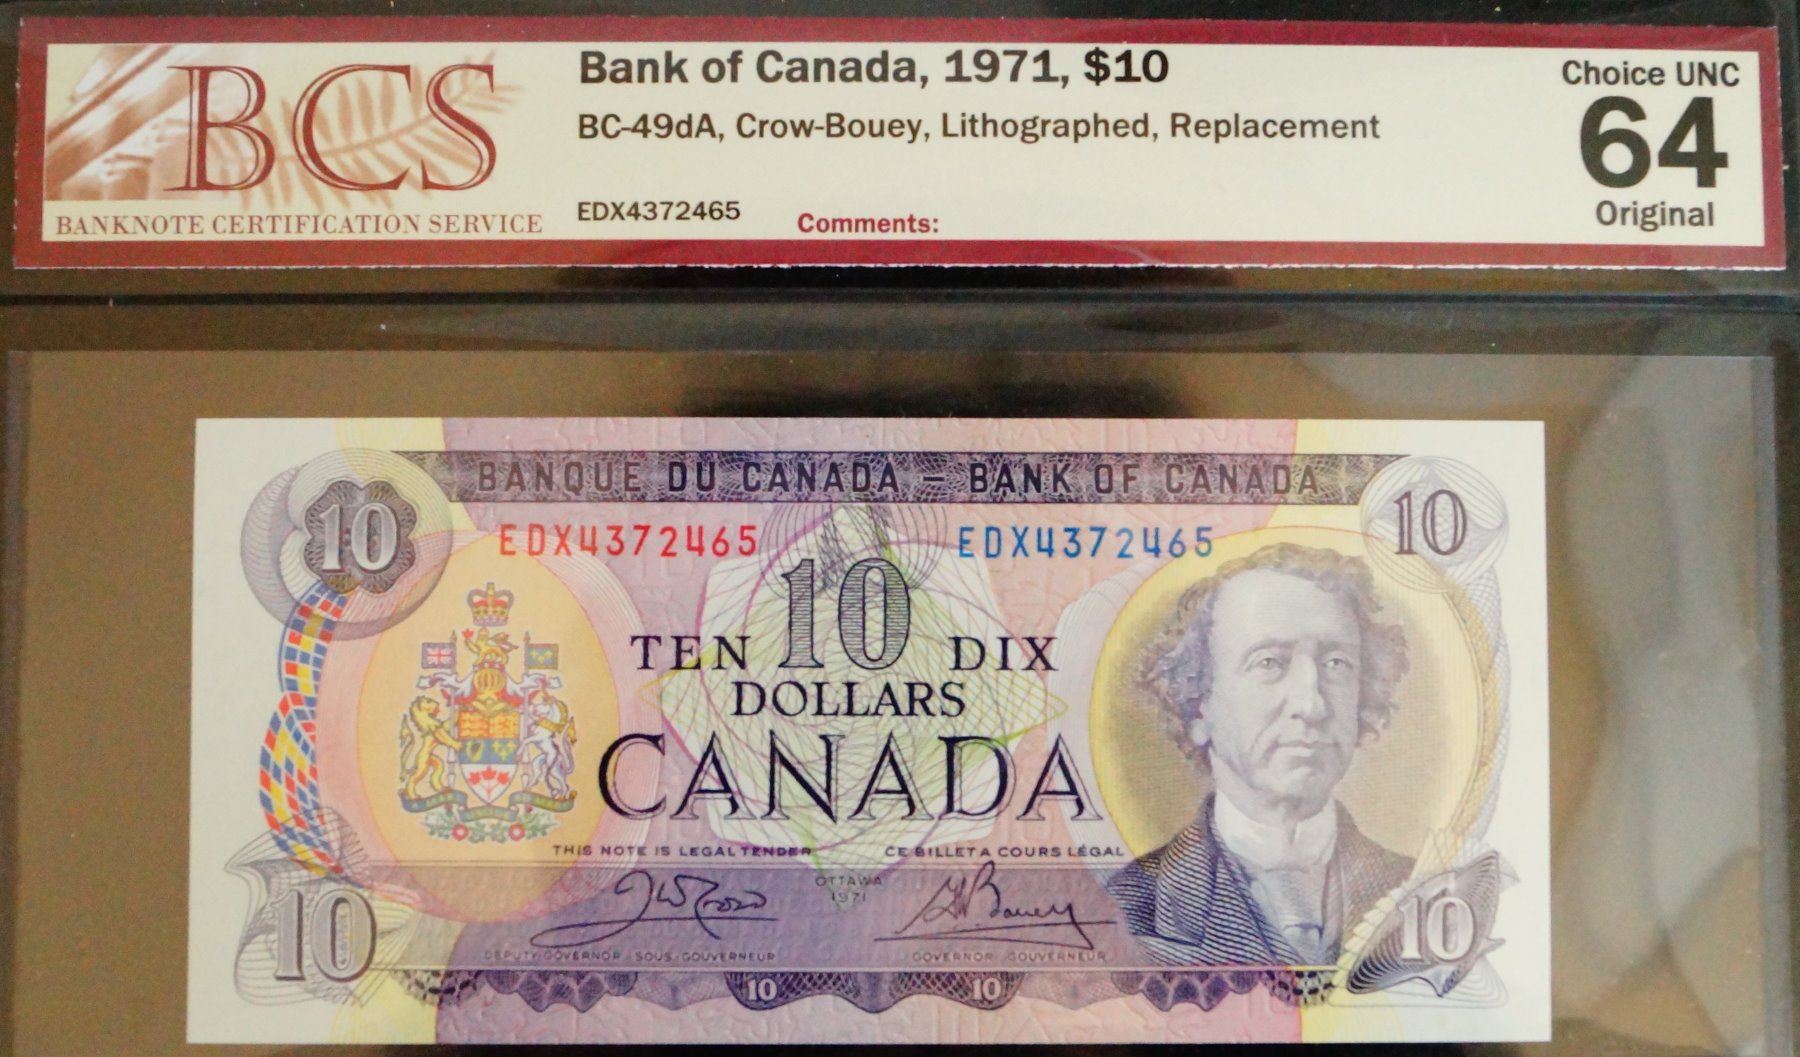 BCS
BANKNOTE CERTIFICATION SERVICE
Bank of Canada, 1971, $10
BC-49dA, Crow-Bouey, Lithographed, Replacement
EDX4372465
Comments:
Choice UNC
64
Original
BANQUE DU CANADA – BANK OF CANADA
10
10
EDX4372465 EDX4372465
TEN 10 DIX
DOLLARS
CANADA
THIS NOTE IS LEGAL TENDER CE BILLET A COURS LÉGAL
OTTAWA
1971
J W Crow
G K Bouey
DEPUTY GOVERNOR - SOUS-GOUVERNEUR
GOVERNOR - GOUVERNEUR
10
10
10 10